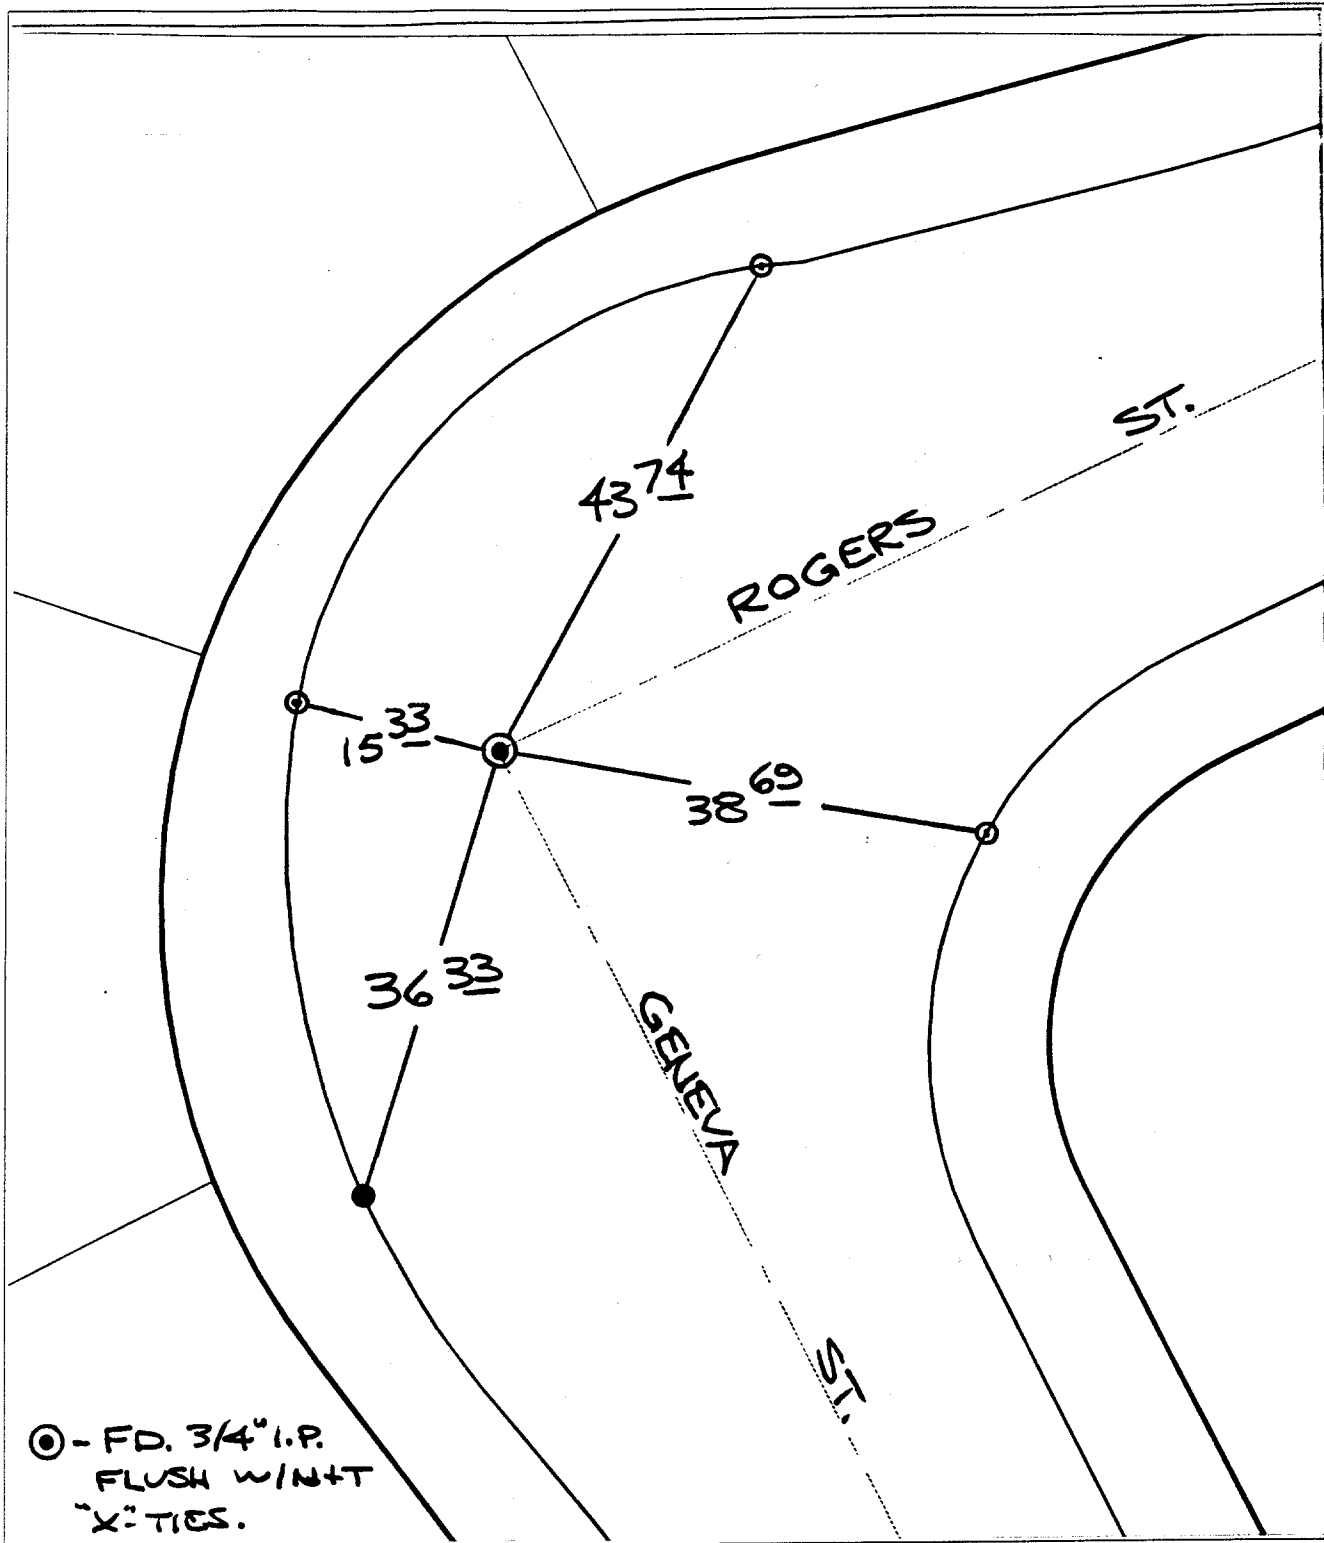 43 74
ROGERS ST.
15 33
38 69
36 33
GENEVA ST.
- FD. 3/4" I.P.
FLUSH W/N+T
"X" TIES.